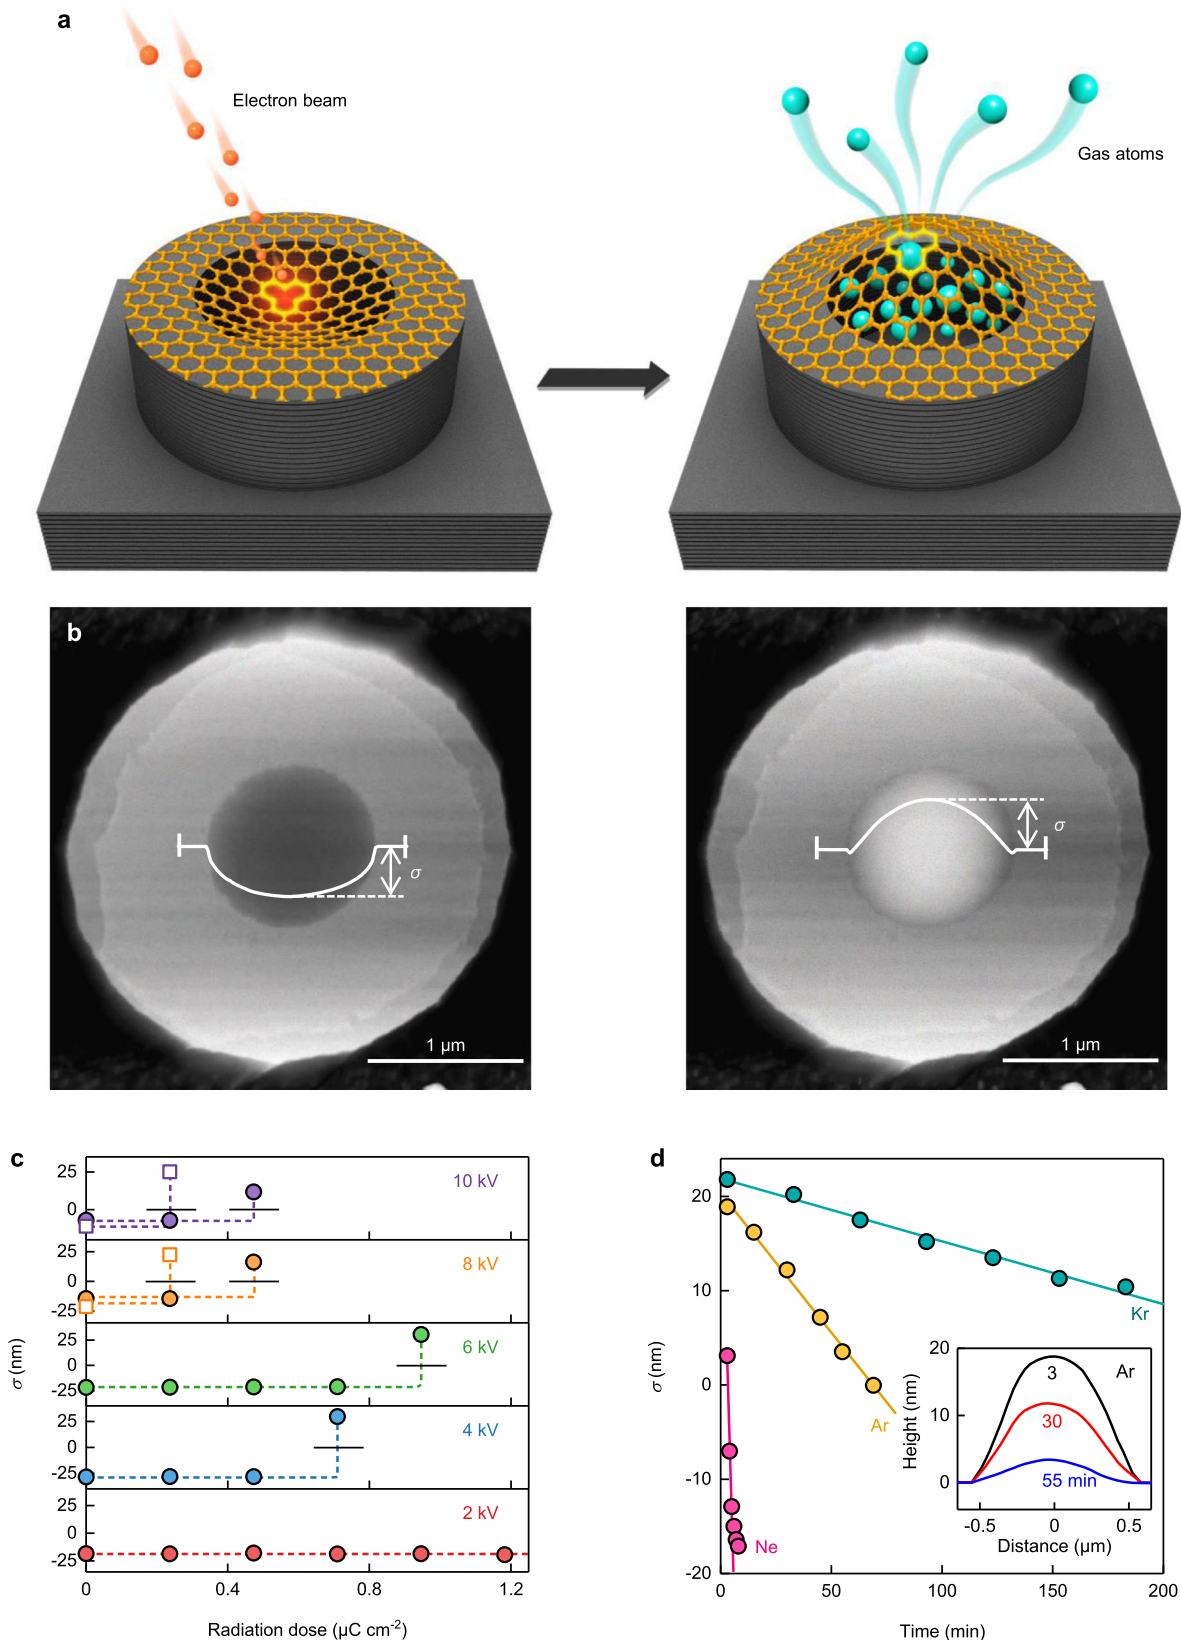 a
Electron beam
Gas atoms
b
σ
σ
1 µm
1 µm
c
25
0
10 kV
25
0
-25
8 kV
25
0
-25
6 kV
25
0
-25
4 kV
25
0
-25
2 kV
σ (nm)
0
0.4
0.8
1.2
Radiation dose (µC cm-2)
d
20
10
0
-10
-20
σ (nm)
Kr
Ar
Ne
0
50
100
150
200
Time (min)
20
10
0
Height (nm)
3
Ar
30
55 min
-0.5
0
0.5
Distance (µm)